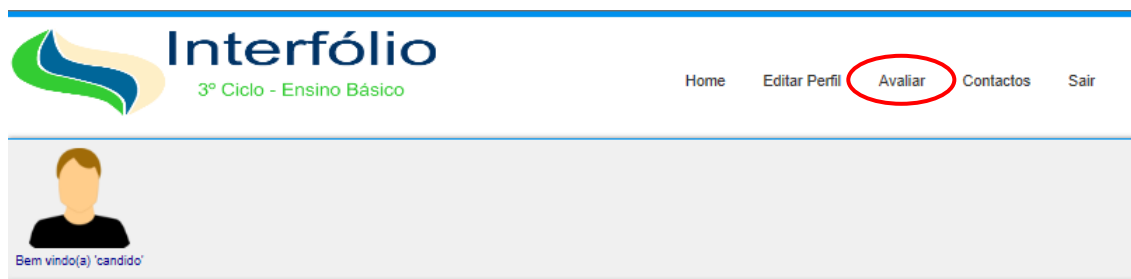 Interfólio
3º Ciclo - Ensino Básico
Home Editar Perfil Avaliar Contactos Sair
Bem vindo(a) 'candido'